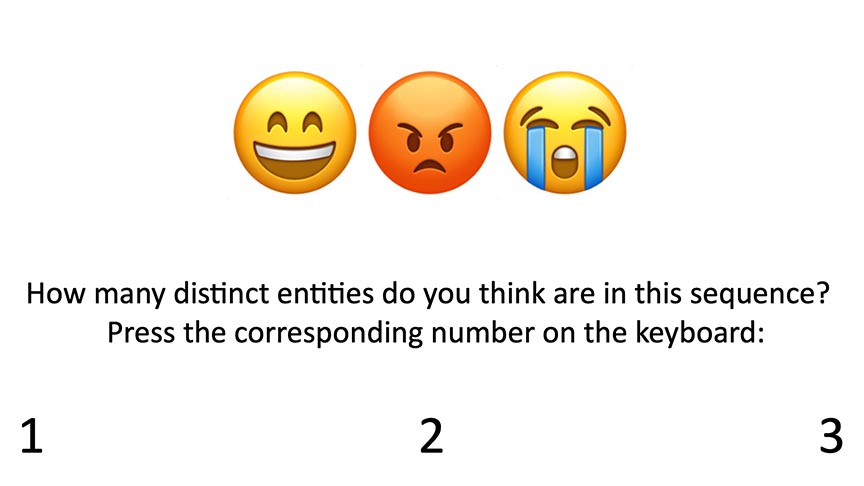 How many distinct entities do you think are in this sequence?
Press the corresponding number on the keyboard:
1 2 3